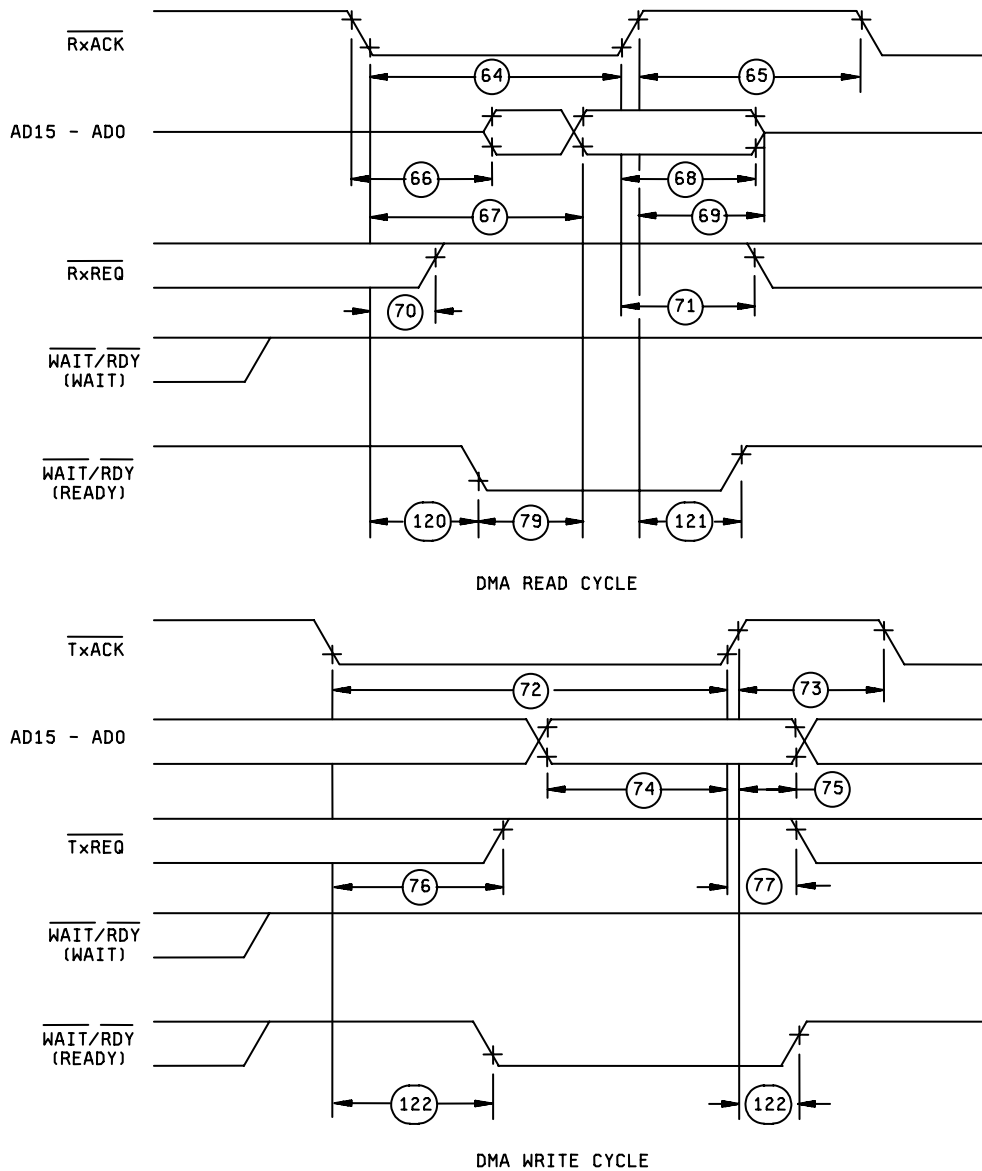 RxACK
64
65
AD15 - AD0
66
68
67
69
RxREQ
70
71
WAIT/RDY
(WAIT)
WAIT/RDY
(READY)
120
79
121
DMA READ CYCLE
TxACK
72
73
AD15 - AD0
74
75
TxREQ
76
77
WAIT/RDY
(WAIT)
WAIT/RDY
(READY)
122
122
DMA WRITE CYCLE